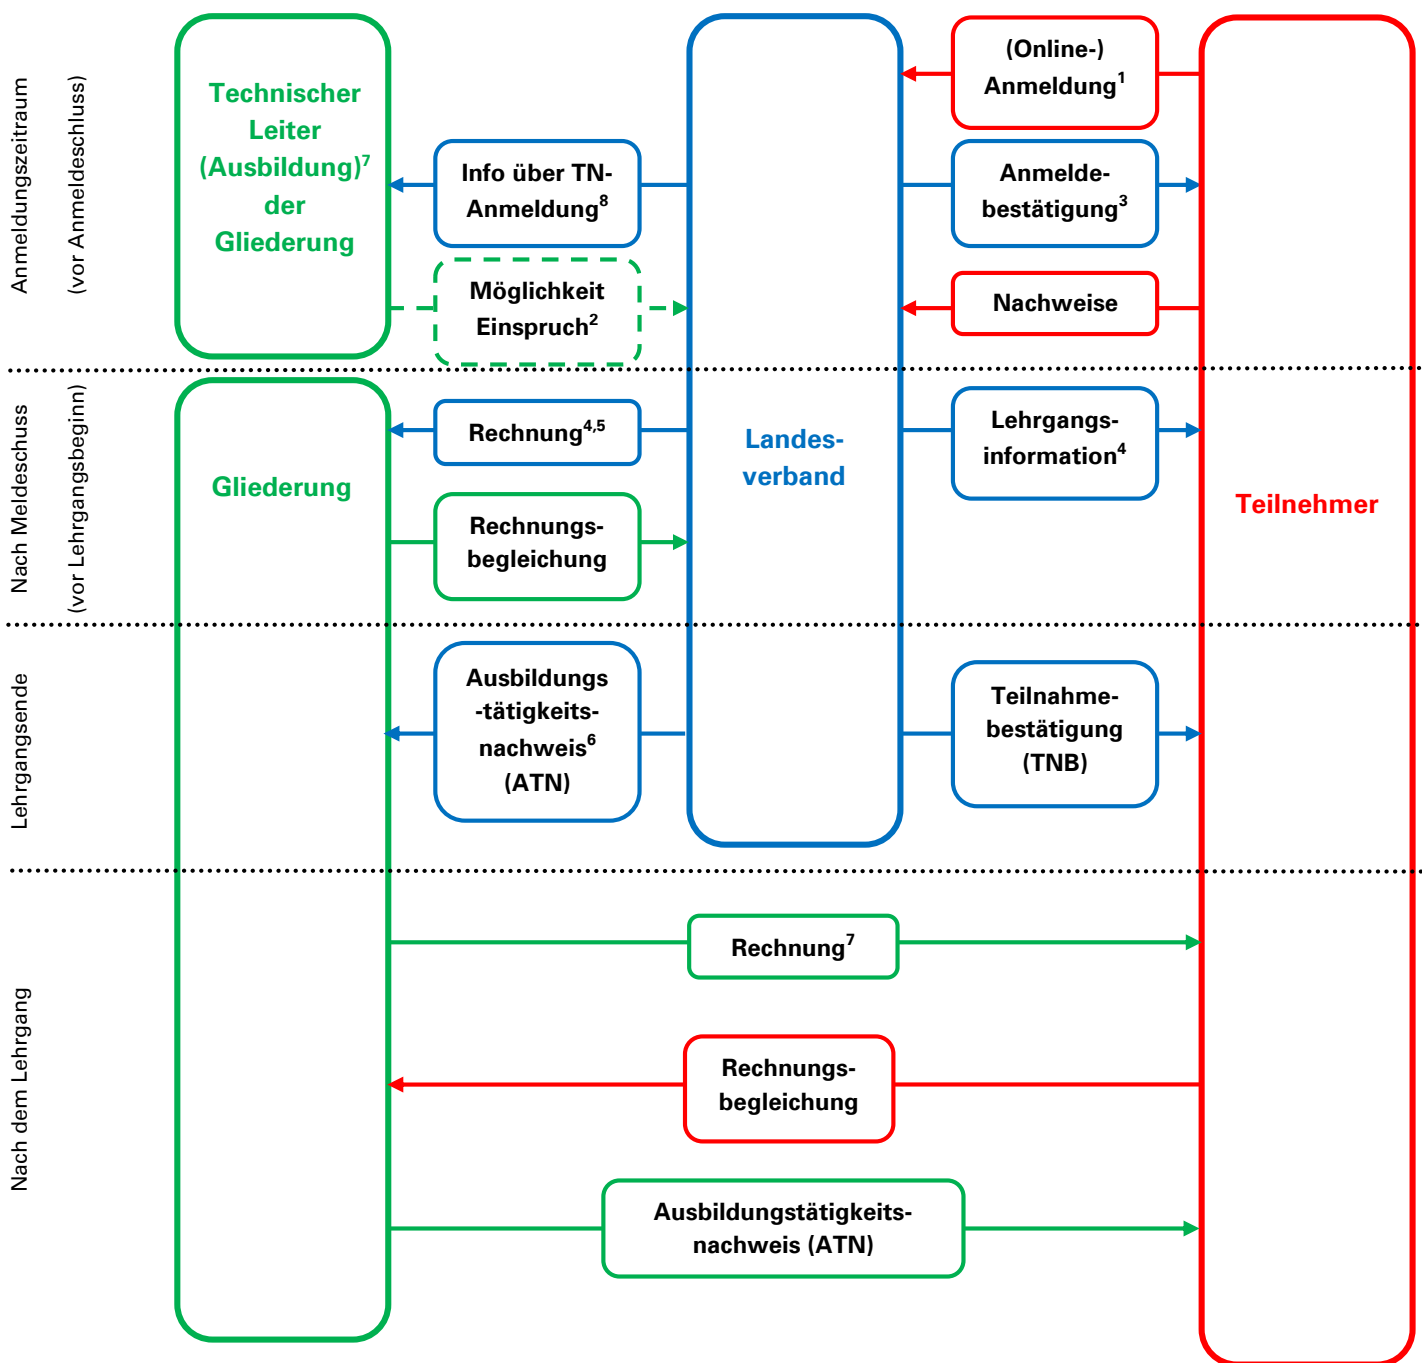 Anmeldungszeitraum
(vor Anmeldeschluss)
Technischer
Leiter
(Ausbildung)⁷
der
Gliederung
Info über TN-
Anmeldung⁸
Möglichkeit
Einspruch²
(Online-)
Anmeldung¹
Anmelde-
bestätigung³
Nachweise
Nach Meldeschuss
(vor Lehrgangsbeginn)
Gliederung
Rechnung⁴,⁵
Rechnungs-
begleichung
Landes-
verband
Lehrgangs-
information⁴
Teilnehmer
Lehrgangsende
Ausbildungs
-tätigkeits-
nachweis⁶
(ATN)
Teilnahme-
bestätigung
(TNB)
Nach dem Lehrgang
Rechnung⁷
Rechnungs-
begleichung
Ausbildungstätigkeits-
nachweis (ATN)